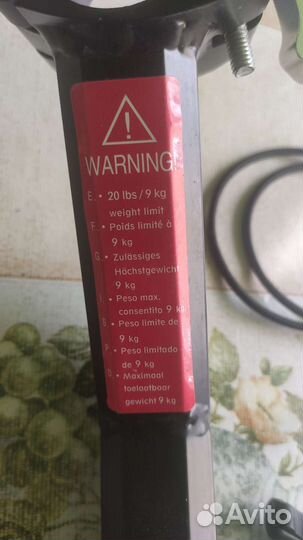 WARNING!
E. • 20 lbs / 9 kg
weight limit
F. • Poids limité à
9 kg
G. • Zulässiges
Höchstgewicht
9 kg
I. • Peso max.
consentito 9 kg
S. • Peso limite de
9 kg
P. • Peso limitado
de 9 kg
D. • Maximaal
toelaatbaar
gewicht 9 kg
Avito